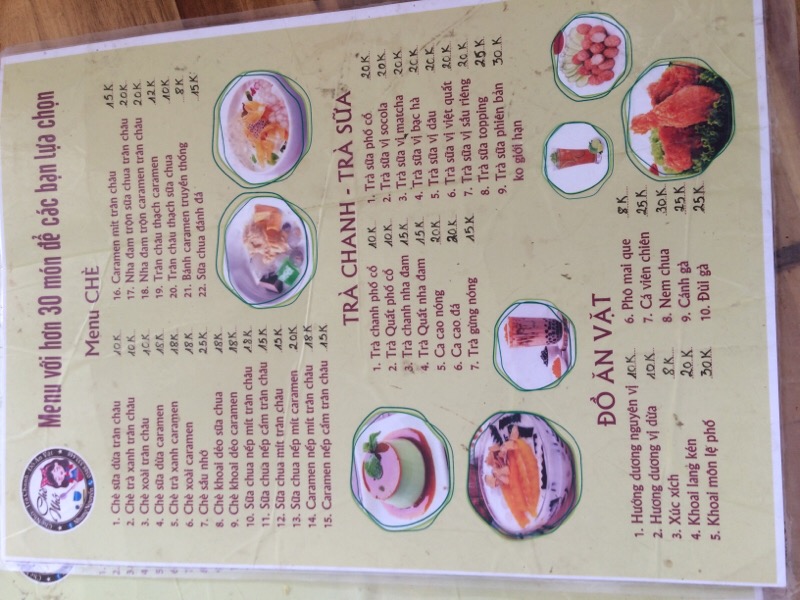 Chè Nhớ
Menu với hơn 30 món để các bạn lựa chọn
Menu CHÈ
1. Chè sữa dừa trân châu 10K
2. Chè trà xanh trân châu 10K
3. Chè xoài trân châu 10K
4. Chè sữa dừa caramen 18K
5. Chè trà xanh caramen 18K
6. Chè xoài caramen 18K
7. Chè sầu nhớ 25K
8. Chè khoai dẻo sữa chua 18K
9. Chè khoai dẻo caramen 18K
10. Sữa chua nếp mít trân châu 18K
11. Sữa chua nếp cẩm trân châu 15K
12. Sữa chua mít trân châu 15K
13. Sữa chua nếp mít caramen 20K
14. Caramen nếp mít trân châu 18K
15. Caramen nếp cẩm trân châu 15K
16. Caramen mít trân châu 15K
17. Nha đam trộn sữa chua trân châu 20K
18. Nha đam trộn caramen trân châu 20K
19. Trân châu thạch caramen 12K
20. Trân châu thạch sữa chua 10K
21. Bánh caramen truyền thống 8K
22. Sữa chua đánh đá 15K
TRÀ CHANH - TRÀ SỮA
1. Trà chanh phố cổ 10K
2. Trà Quất phố cổ 10K
3. Trà chanh nha đam 15K
4. Trà Quất nha đam 15K
5. Ca cao nóng 20K
6. Ca cao đá 20K
7. Trà gừng nóng 15K
1. Trà sữa phố cổ 20K
2. Trà sữa vị socola 20K
3. Trà sữa vị matcha 20K
4. Trà sữa vị bạc hà 20K
5. Trà sữa vị dâu 20K
6. Trà sữa vị việt quất 20K
7. Trà sữa vị sầu riêng 20K
8. Trà sữa topping 25K
9. Trà sữa phiên bản 30K
ko giới hạn
ĐỒ ĂN VẶT
1. Hướng dương nguyên vị 10K
2. Hương dương vị dừa 10K
3. Xúc xích 8K
4. Khoai lang kén 20K
5. Khoai môn lệ phố 30K
6. Phô mai que 8K
7. Cá viên chiên 25K
8. Nem chua 30K
9. Cánh gà 25K
10. Đùi gà 25K